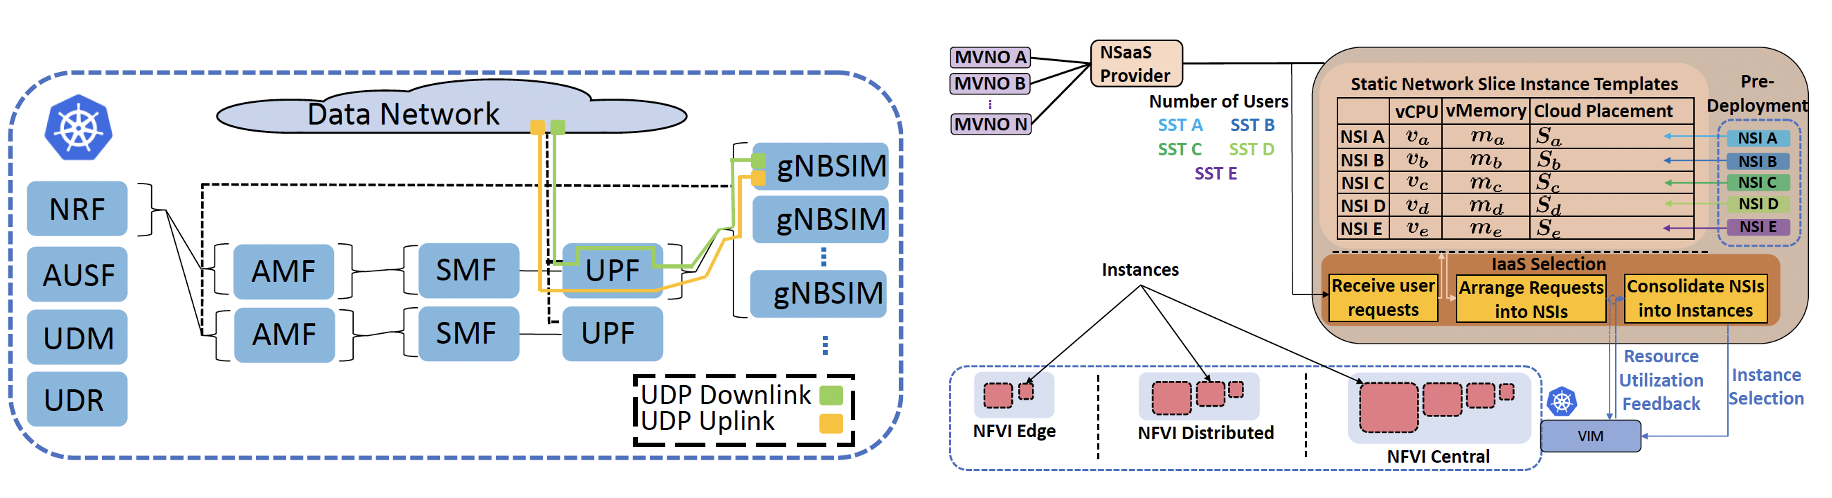 Data Network
NRF
AUSF
UDM
UDR
AMF
SMF
UPF
AMF
SMF
UPF
gNBSIM
gNBSIM
gNBSIM
UDP Downlink
UDP Uplink
MVNO A
MVNO B
MVNO N
NSaaS
Provider
Number of Users
SST A SST B
SST C SST D
SST E
Static Network Slice Instance Templates
vCPU vMemory Cloud Placement
NSI A v_a m_a S_a
NSI B v_b m_b S_b
NSI C v_c m_c S_c
NSI D v_d m_d S_d
NSI E v_e m_e S_e
Pre-
Deployment
NSI A
NSI B
NSI C
NSI D
NSI E
IaaS Selection
Receive user
requests
Arrange Requests
into NSIs
Consolidate NSIs
into Instances
Instances
NFVI Edge
NFVI Distributed
NFVI Central
Resource
Utilization
Feedback
Instance
Selection
VIM